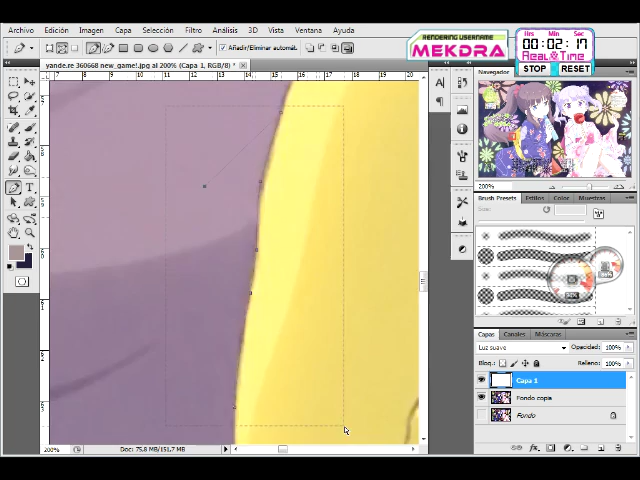 RENDERING USERNAME
MEKDRA
Hrs Min Sec
00:02:17
Real&Time
STOP RESET
Archivo Edición Imagen Capa Selección Filtro Análisis 3D Vista Ventana Ayuda
Añadir/Eliminar automát.
yande.re 360668 new_game!.jpg al 200% (Capa 1, RGB/8) *
Navegador
200%
Brush Presets Estilos Color Muestras
Capas Canales Máscaras
Luz suave Opacidad: 100%
Bloq.: Relleno: 100%
Capa 1
Fondo copia
Fondo
200% Doc: 75,8 MB/151,7 MB